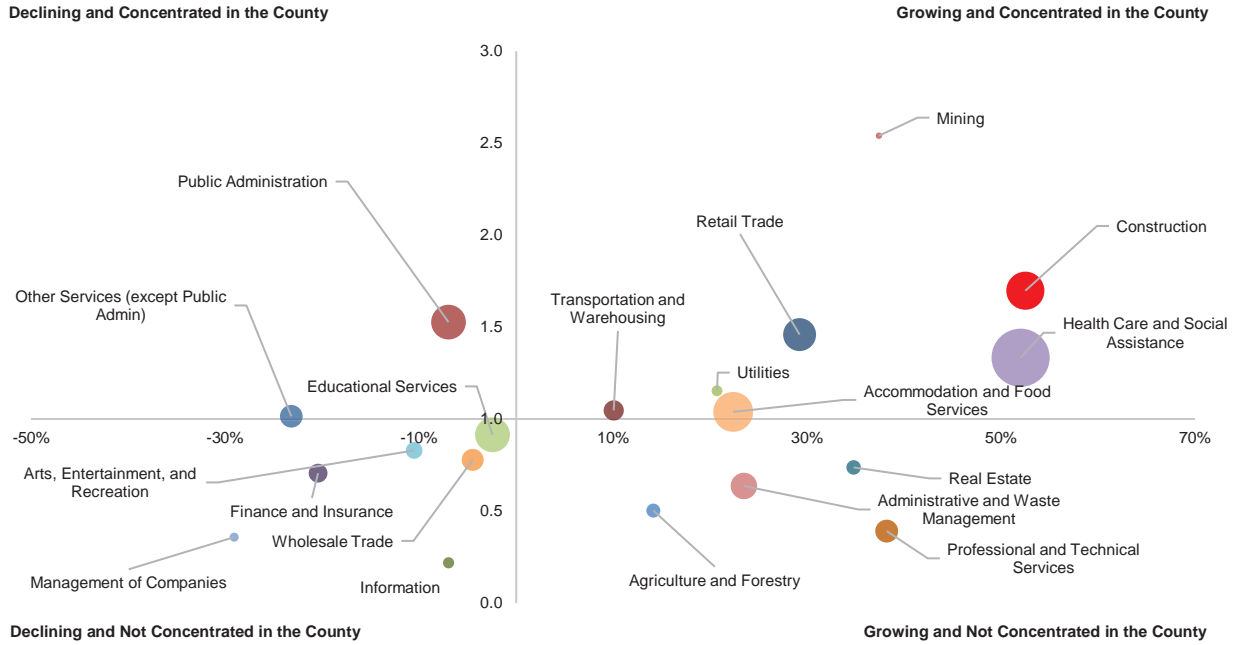 Declining and Concentrated in the County
Growing and Concentrated in the County
3.0
2.5
2.0
1.5
1.0
0.5
0.0
-50%
-30%
-10%
10%
30%
50%
70%
Mining
Public Administration
Retail Trade
Construction
Other Services (except Public
Admin)
Transportation and
Warehousing
Health Care and Social
Assistance
Educational Services
Utilities
Accommodation and Food
Services
Arts, Entertainment, and
Recreation
Finance and Insurance
Wholesale Trade
Management of Companies
Information
Real Estate
Administrative and Waste
Management
Professional and Technical
Services
Agriculture and Forestry
Declining and Not Concentrated in the County
Growing and Not Concentrated in the County